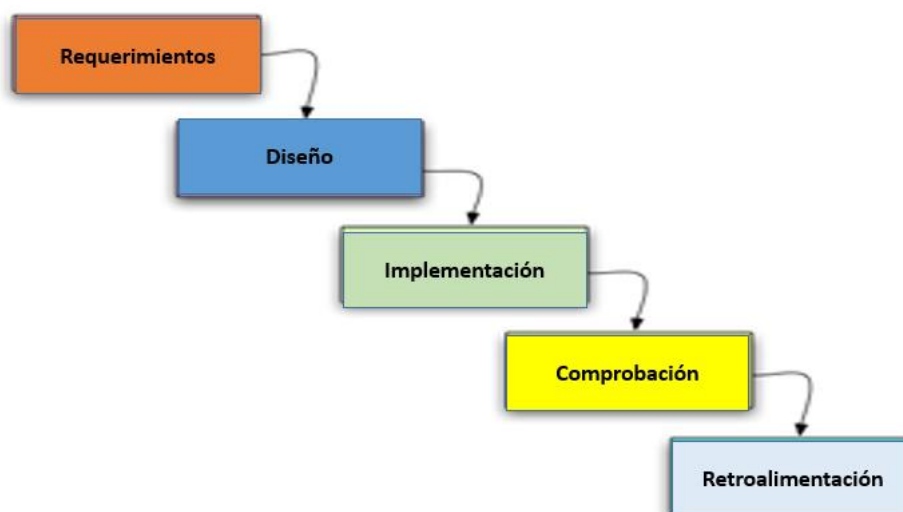 Requerimientos
Diseño
Implementación
Comprobación
Retroalimentación